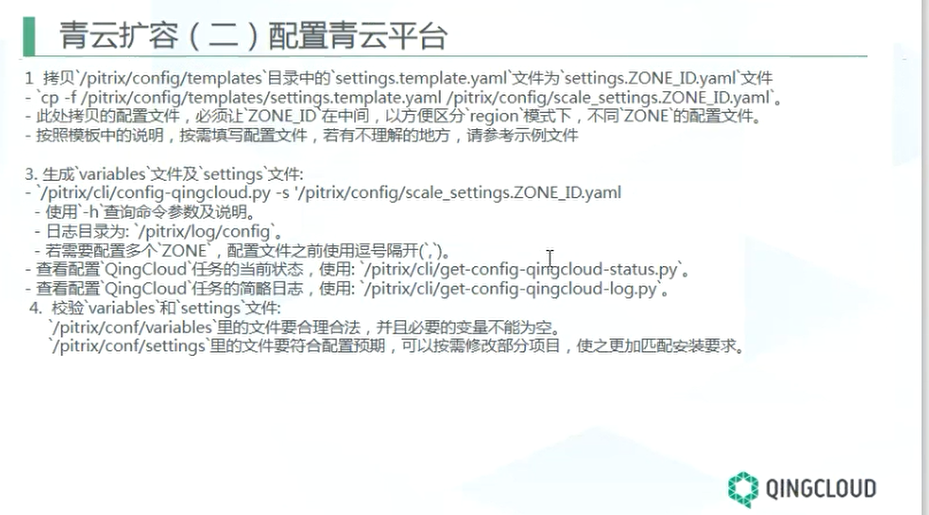 青云扩容（二）配置青云平台
1 拷贝`/pitrix/config/templates`目录中的`settings.template.yaml`文件为`settings.ZONE_ID.yaml`文件
- `cp -f /pitrix/config/templates/settings.template.yaml /pitrix/config/scale_settings.ZONE_ID.yaml`。
- 此处拷贝的配置文件，必须让`ZONE_ID`在中间，以方便区分`region`模式下，不同`ZONE`的配置文件。
- 按照模板中的说明，按需填写配置文件，若有不理解的地方，请参考示例文件
3. 生成`variables`文件及`settings`文件:
- `/pitrix/cli/config-qingcloud.py -s '/pitrix/config/scale_settings.ZONE_ID.yaml
- 使用`-h`查询命令参数及说明。
- 日志目录为: `/pitrix/log/config`。
- 若需要配置多个`ZONE`，配置文件之前使用逗号隔开(`,`)。
- 查看配置`QingCloud`任务的当前状态，使用: `/pitrix/cli/get-config-qingcloud-status.py`。
- 查看配置`QingCloud`任务的简略日志，使用: `/pitrix/cli/get-config-qingcloud-log.py`。
4. 校验`variables`和`settings`文件:
`/pitrix/conf/variables`里的文件要合理合法，并且必要的变量不能为空。
`/pitrix/conf/settings`里的文件要符合配置预期，可以按需修改部分项目，使之更加匹配安装要求。
QINGCLOUD